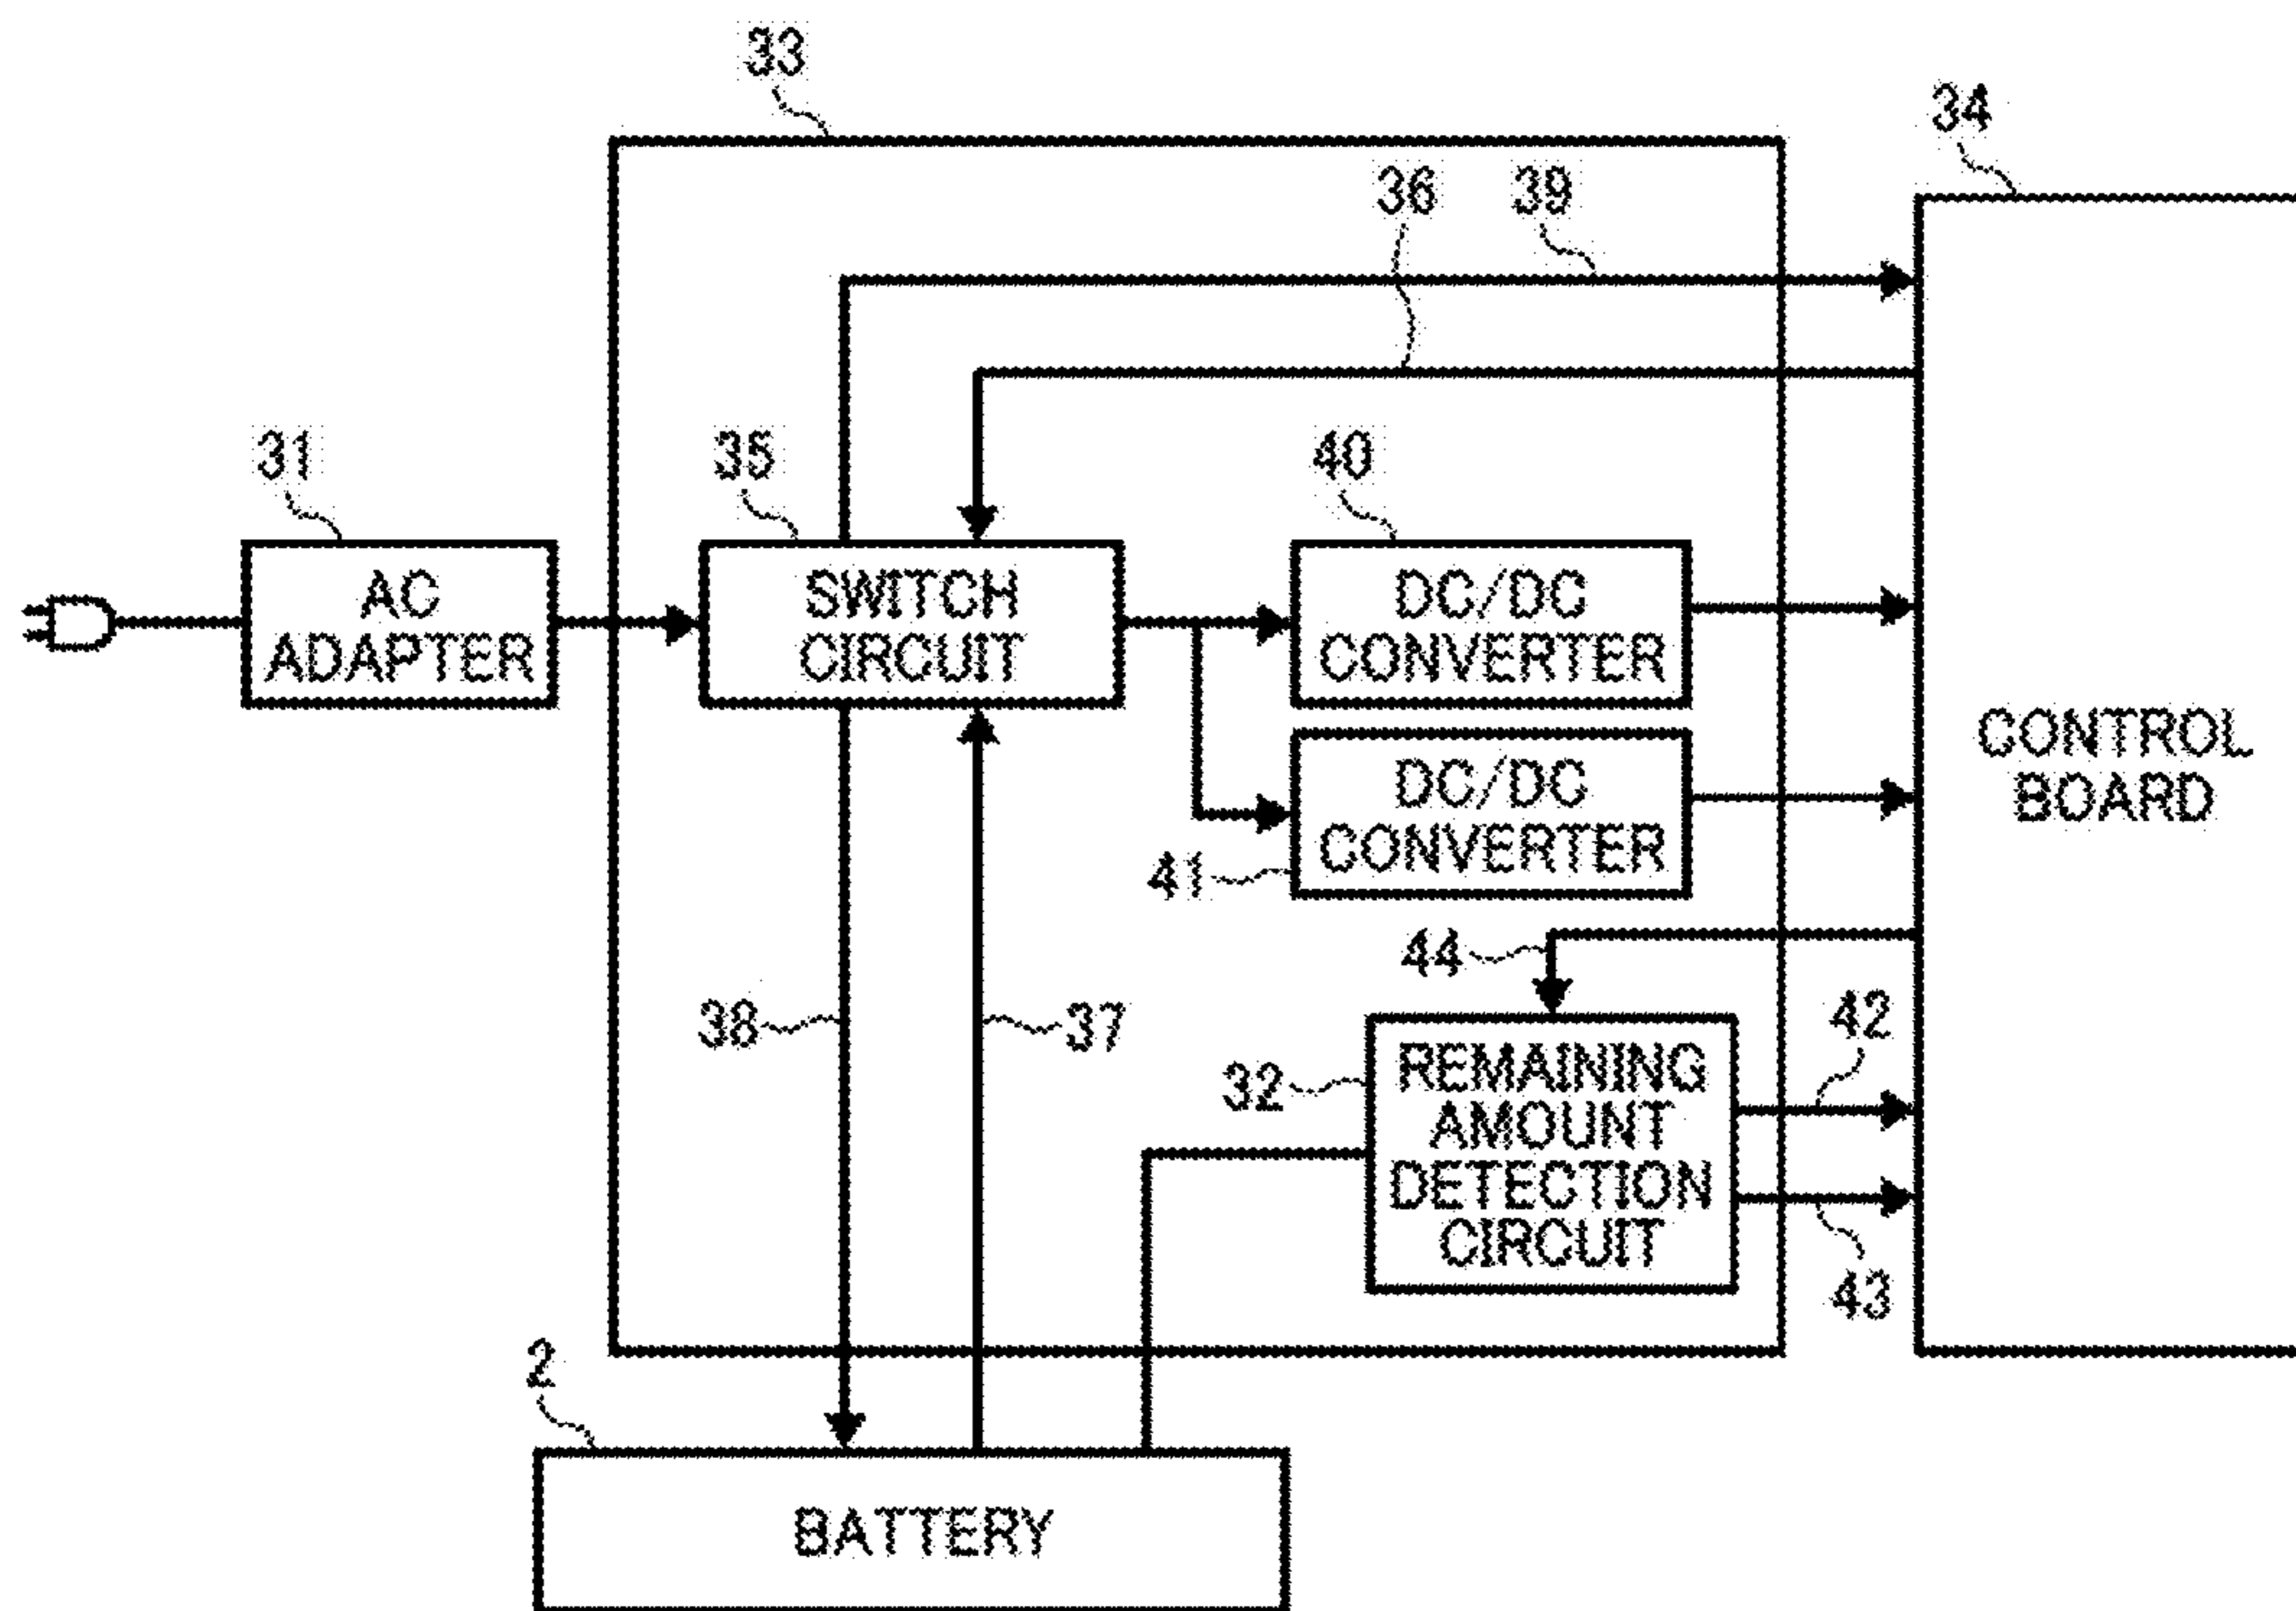 33
34
36
39
31
35
40
AC
ADAPTER
SWITCH
CIRCUIT
DC/DC
CONVERTER
DC/DC
CONVERTER
41
CONTROL
BOARD
44
38
37
42
32
REMAINING
AMOUNT
DETECTION
CIRCUIT
43
2
BATTERY